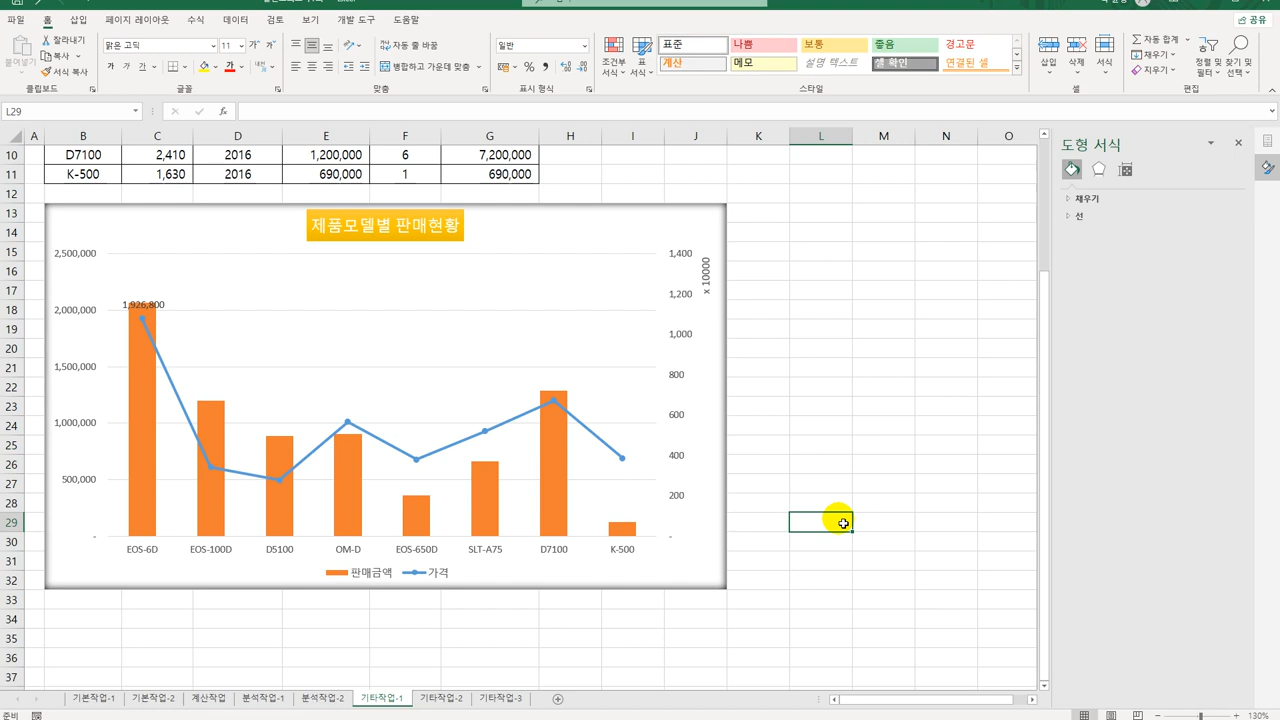 파일 홈 삽입 페이지 레이아웃 수식 데이터 검토 보기 개발 도구 도움말 공유
붙여넣기 잘라내기 복사 서식 복사
맑은 고딕 11 가 가
가 가 가
자동 줄 바꿈
병합하고 가운데 맞춤
일반
조건부 서식 표 서식
표준 나쁨 보통 좋음 경고문
계산 메모 설명 텍스트 셀 확인 연결된 셀
삽입 삭제 서식
자동 합계 채우기 지우기
정렬 및 필터 찾기 및 선택
클립보드 글꼴 맞춤 표시 형식 스타일 셀 편집
L29 fx
A B C D E F G H I J K L M N O
10 D7100 2,410 2016 1,200,000 6 7,200,000
11 K-500 1,630 2016 690,000 1 690,000
12
13
14
15
16
17
18
19
20
21
22
23
24
25
26
27
28
29
30
31
32
33
34
35
36
37
제품모델별 판매현황
2,500,000
2,000,000
1,500,000
1,000,000
500,000
-
1,926,800
1,400
1,200
1,000
800
600
400
200
-
x 10000
EOS-6D EOS-100D D5100 OM-D EOS-650D SLT-A75 D7100 K-500
판매금액 가격
도형 서식
채우기
선
기본작업-1 기본작업-2 계산작업 분석작업-1 분석작업-2 기타작업-1 기타작업-2 기타작업-3
준비 130%